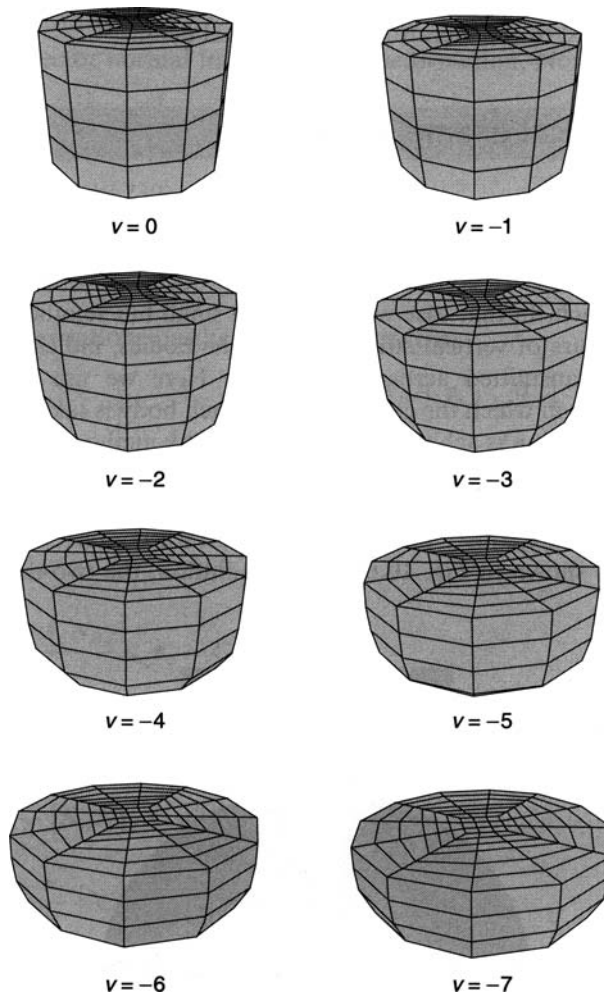 v = 0
v = −1
v = −2
v = −3
v = −4
v = −5
v = −6
v = −7